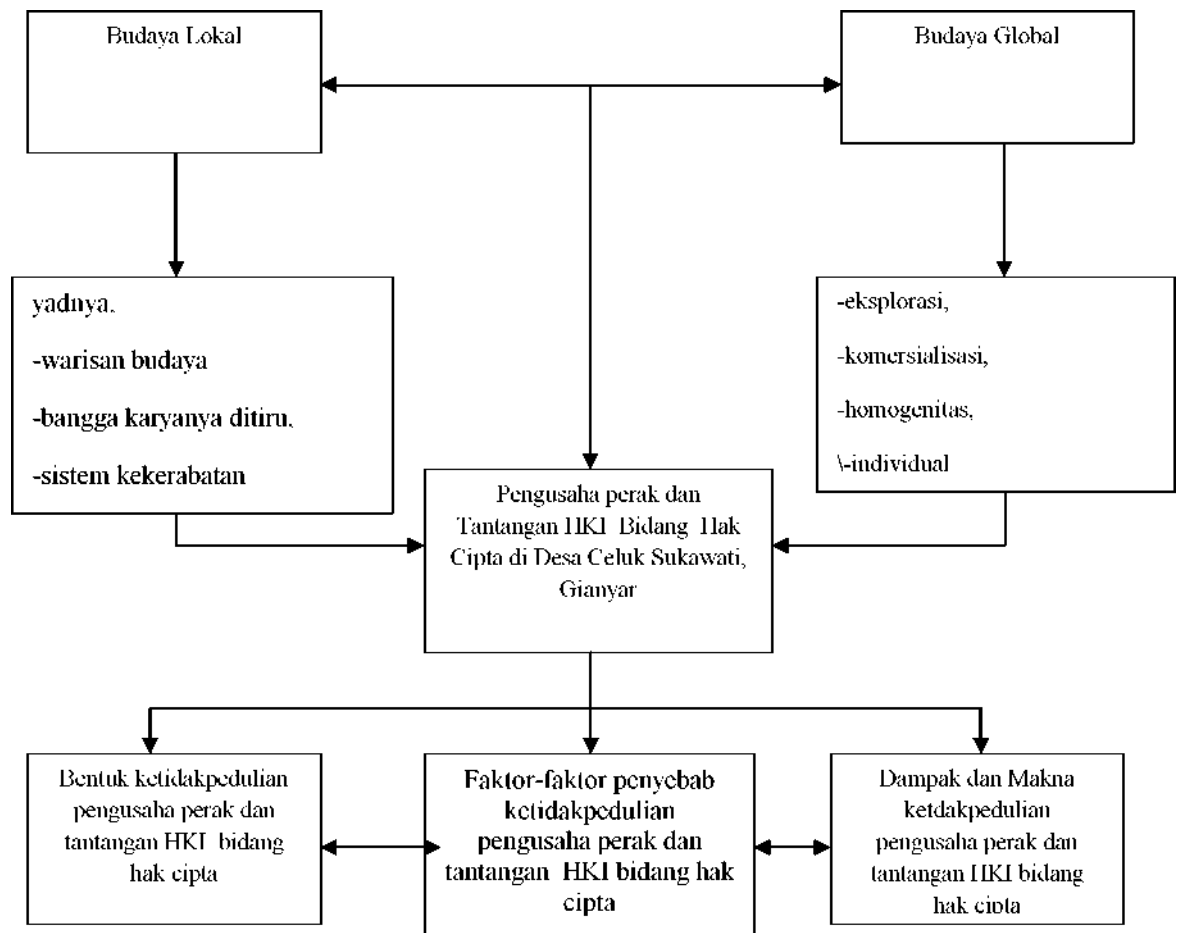 Budaya Lokal
Budaya Global
yadnya,
-warisan budaya
-bangga karyanya ditiru,
-sistem kekerabatan
-eksplorasi,
-komersialisasi,
-homogenitas,
\-individual
Pengusaha perak dan
Tantangan HKI Bidang Hak
Cipta di Desa Celuk Sukawati,
Gianyar
Bentuk ketidakpedulian
pengusaha perak dan
tantangan HKI bidang
hak cipta
Faktor-faktor penyebab
ketidakpedulian
pengusaha perak dan
tantangan HKI bidang hak
cipta
Dampak dan Makna
ketdakpedulian
pengusaha perak dan
tantangan HKI bidang
hak cipta